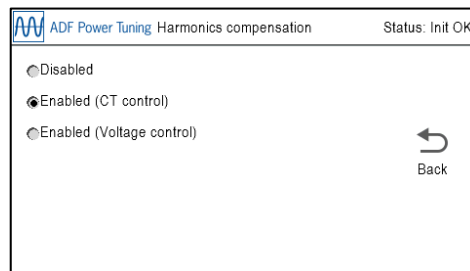 ADF Power Tuning Harmonics compensation Status: Init OK
Disabled
Enabled (CT control)
Enabled (Voltage control)
Back